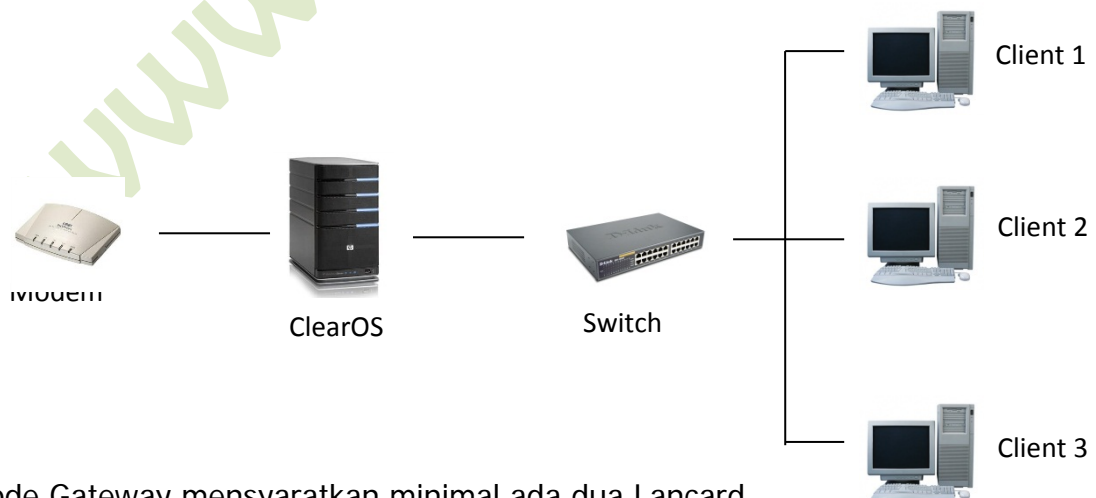 Client 1
Client 2
Modem
ClearOS
Switch
Client 3
ode Gateway mensyaratkan minimal ada dua Lancard